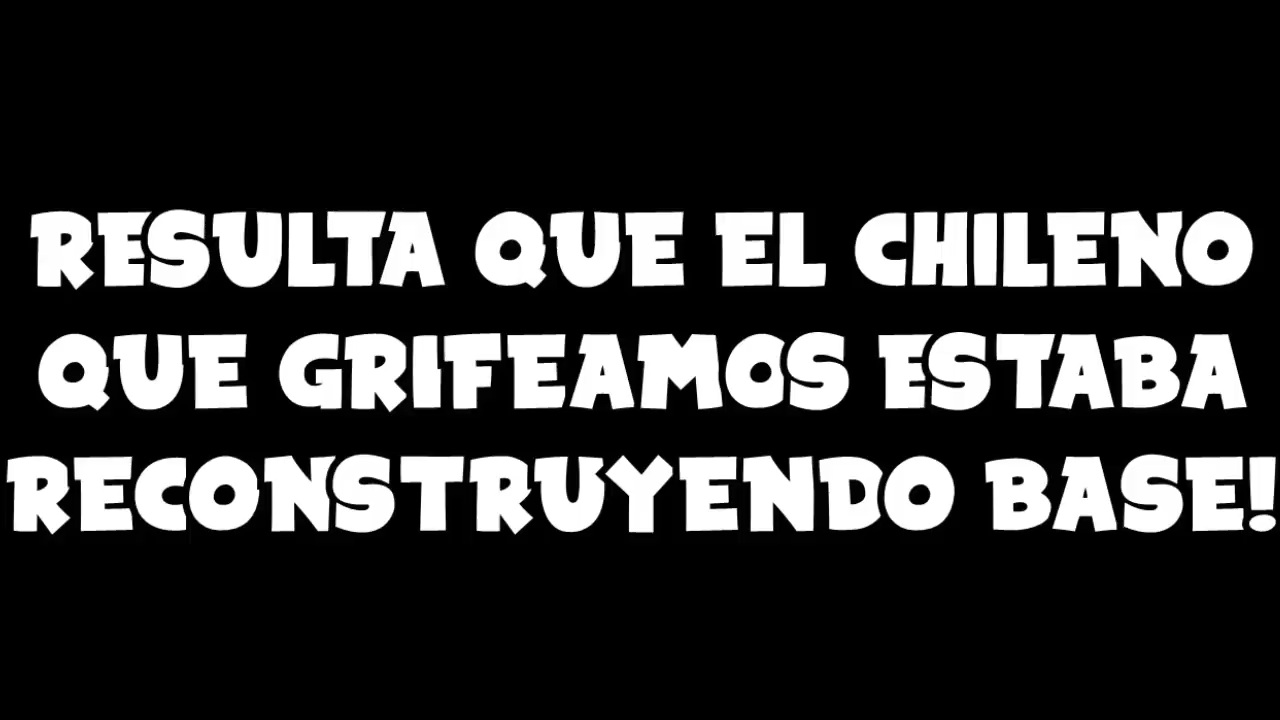 RESULTA QUE EL CHILENO
QUE GRIFEAMOS ESTABA
RECONSTRUYENDO BASE!